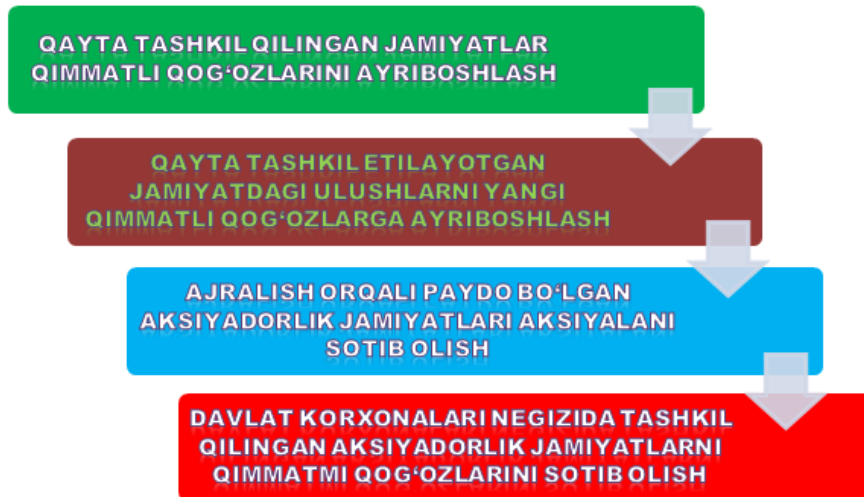 QAYTA TASHKIL QILINGAN JAMIYATLAR
QIMMATLI QOG‘OZLARINI AYRIBOSHLASH
QAYTA TASHKIL ETILAYOTGAN
JAMIYATDAGI ULUSHLARNI YANGI
QIMMATLI QOG‘OZLARGA AYRIBOSHLASH
AJRALISH ORQALI PAYDO BO‘LGAN
AKSIYADORLIK JAMIYATLARI AKSIYALANI
SOTIB OLISH
DAVLAT KORXONALARI NEGIZIDA TASHKIL
QILINGAN AKSIYADORLIK JAMIYATLARNI
QIMMATMI QOG‘OZLARINI SOTIB OLISH